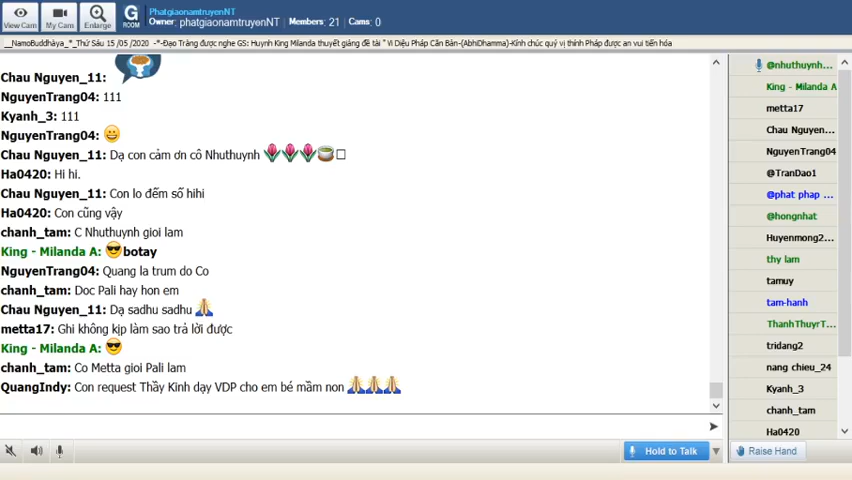 View Cam
My Cam
Enlarge
G
ROOM
PhatgiaonamtruyenNT
Owner: phatgiaonamtruyenNT Members: 21 Cams: 0
__NamoBuddhàya_*_Thứ Sáu 15 /05 /2020 -*-Đạo Tràng được nghe GS: Huynh King Milanda thuyết giảng đề tài " Vi Diệu Pháp Căn Bản-(AbhiDhamma)-Kính chúc quý vị thính Pháp được an vui tiến hóa
Chau Nguyen_11:
NguyenTrang04: 111
Kyanh_3: 111
NguyenTrang04:
Chau Nguyen_11: Dạ con cảm ơn cô Nhuthuynh
Ha0420: Hi hi.
Chau Nguyen_11: Con lo đếm số hihi
Ha0420: Con cũng vậy
chanh_tam: C Nhuthuynh gioi lam
King - Milanda A: botay
NguyenTrang04: Quang la trum do Co
chanh_tam: Doc Pali hay hon em
Chau Nguyen_11: Dạ sadhu sadhu
metta17: Ghi không kịp làm sao trả lời được
King - Milanda A:
chanh_tam: Co Metta gioi Pali lam
QuangIndy: Con request Thầy Kinh dạy VDP cho em bé mầm non
Hold to Talk
@nhuthuynh...
King - Milanda A
metta17
Chau Nguyen...
NguyenTrang04
@TranDao1
@phat phap ...
@hongnhat
Huyenmong2...
thy lam
tamuy
tam-hanh
ThanhThuyrT...
tridang2
nang chieu_24
Kyanh_3
chanh_tam
Ha0420
Raise Hand